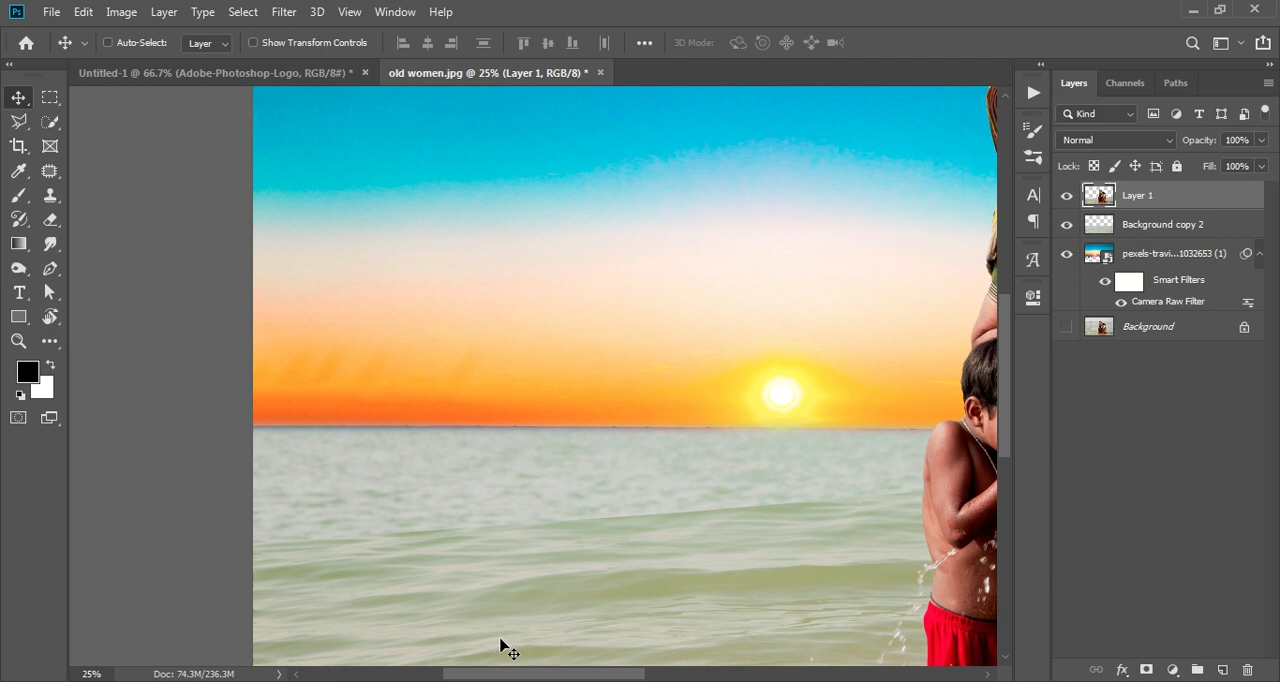 Ps File Edit Image Layer Type Select Filter 3D View Window Help
Auto-Select: Layer Show Transform Controls 3D Mode:
Untitled-1 @ 66.7% (Adobe-Photoshop-Logo, RGB/8#) * × old women.jpg @ 25% (Layer 1, RGB/8) * ×
Layers Channels Paths
Kind
Normal Opacity: 100%
Lock: Fill: 100%
Layer 1
Background copy 2
pexels-travi...1032653 (1)
Smart Filters
Camera Raw Filter
Background
25% Doc: 74.3M/236.3M